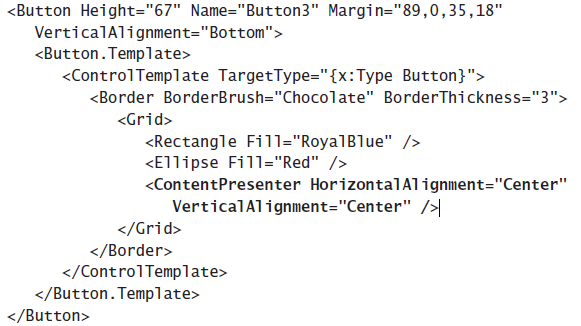 <Button Height="67" Name="Button3" Margin="89,0,35,18"
VerticalAlignment="Bottom">
<Button.Template>
<ControlTemplate TargetType="{x:Type Button}">
<Border BorderBrush="Chocolate" BorderThickness="3">
<Grid>
<Rectangle Fill="RoyalBlue" />
<Ellipse Fill="Red" />
<ContentPresenter HorizontalAlignment="Center"
VerticalAlignment="Center" />
</Grid>
</Border>
</ControlTemplate>
</Button.Template>
</Button>